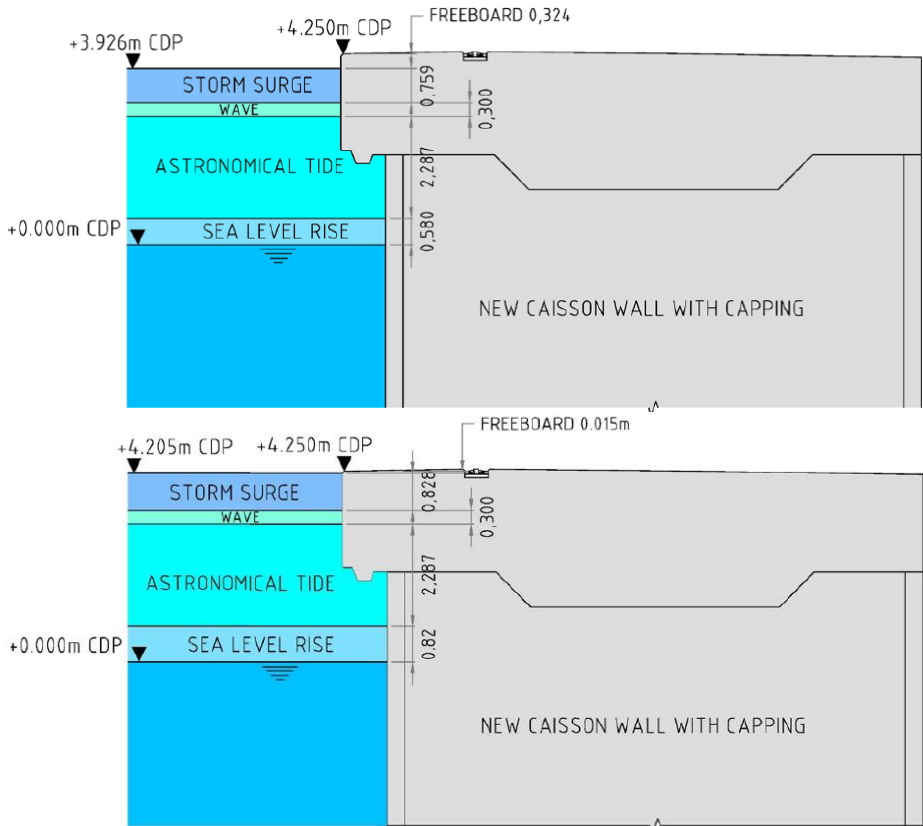 FREEBOARD 0,324
+4.250m CDP
+3.926m CDP
STORM SURGE
0,759
WAVE
0,300
ASTRONOMICAL TIDE
2,287
+0.000m CDP
SEA LEVEL RISE
0,580
NEW CAISSON WALL WITH CAPPING
FREEBOARD 0.015m
+4.205m CDP
+4.250m CDP
STORM SURGE
0,828
WAVE
0,300
ASTRONOMICAL TIDE
2,287
+0.000m CDP
SEA LEVEL RISE
0.82
NEW CAISSON WALL WITH CAPPING